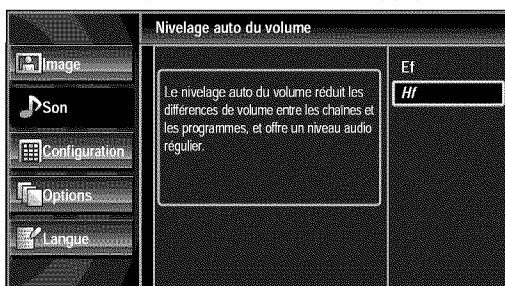 Nivelage auto du volume
Image
Son
Configuration
Options
Langue
Le nivelage auto du volume réduit les
différences de volume entre les chaînes et
les programmes, et offre un niveau audio
régulier.
Ef
Hf